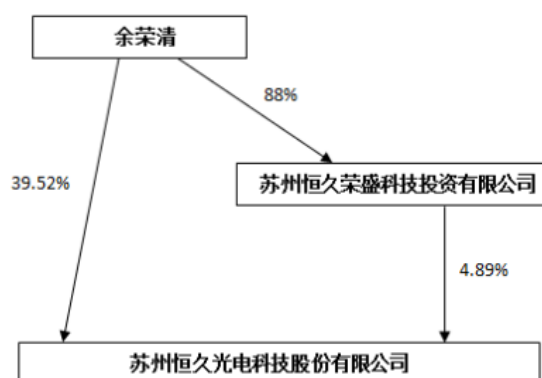 余荣清
88%
苏州恒久荣盛科技投资有限公司
39.52%
4.89%
苏州恒久光电科技股份有限公司